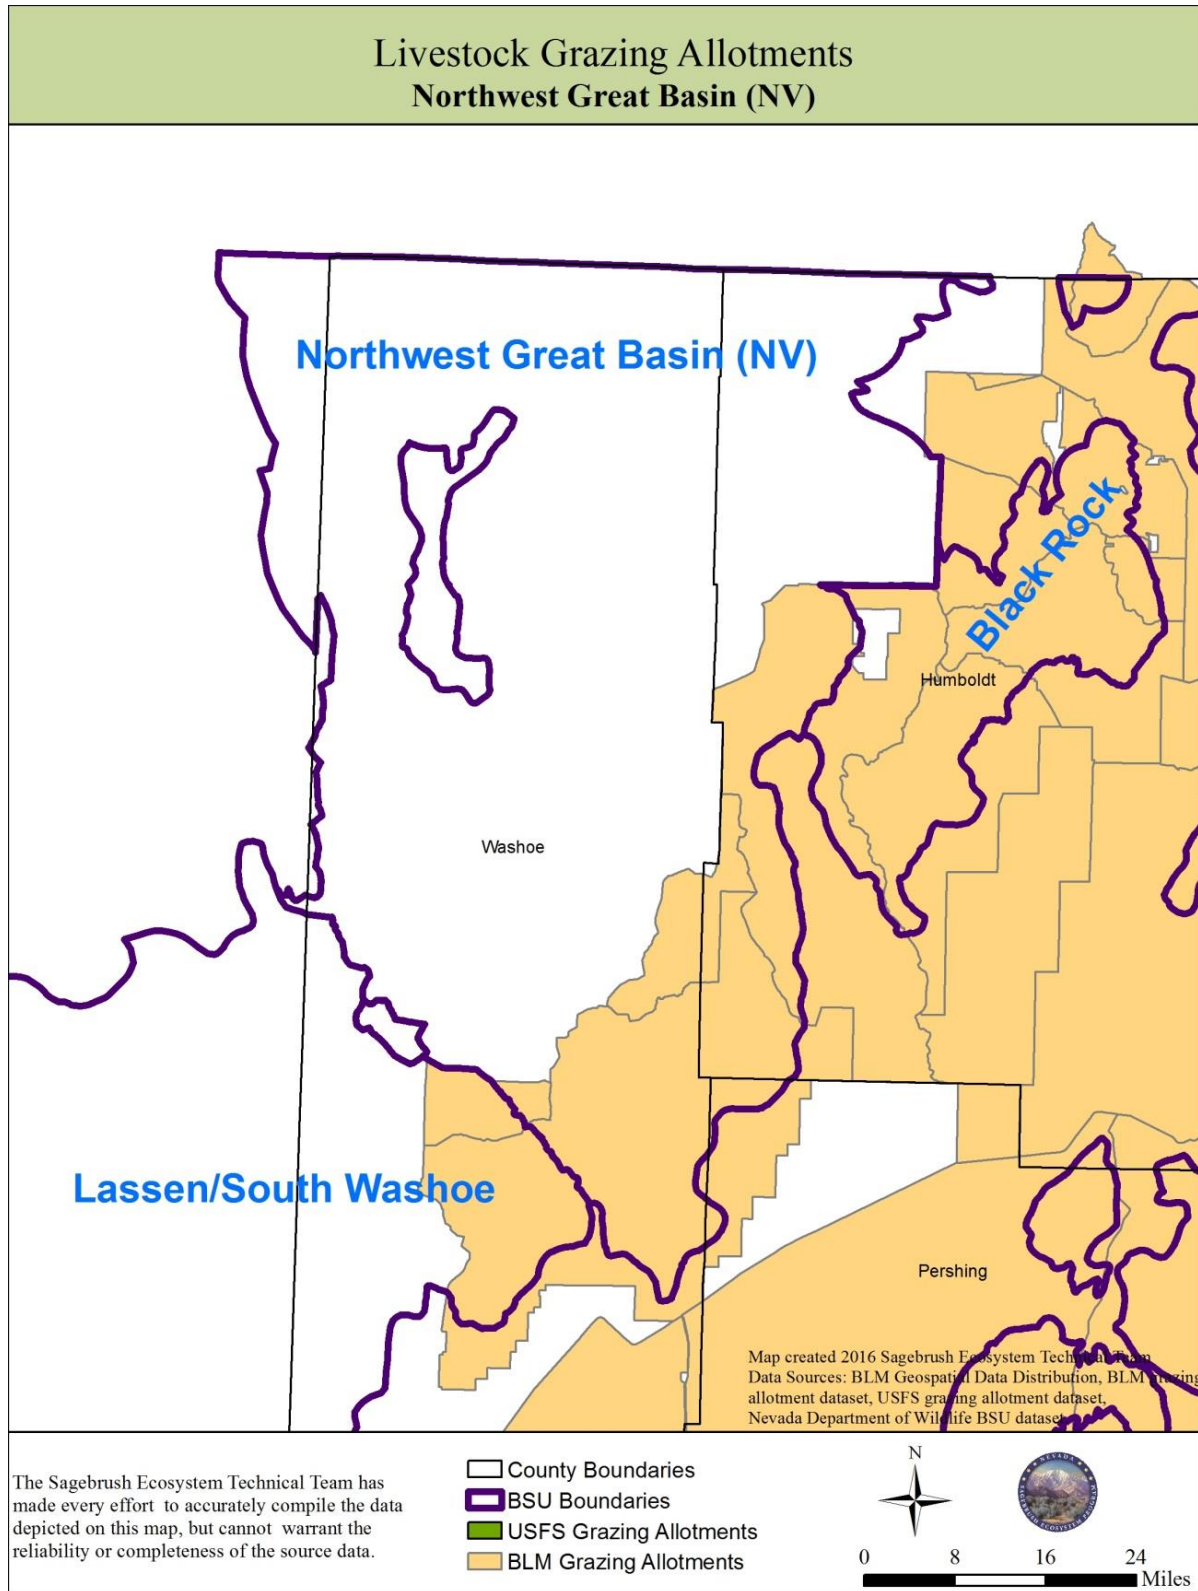 Livestock Grazing Allotments
Northwest Great Basin (NV)
Northwest Great Basin (NV)
Black Rock
Humboldt
Washoe
Lassen/South Washoe
Pershing
Map created 2016 Sagebrush Ecosystem Technical Team
Data Sources: BLM Geospatial Data Distribution, BLM grazing
allotment dataset, USFS grazing allotment dataset,
Nevada Department of Wildlife BSU dataset
The Sagebrush Ecosystem Technical Team has
made every effort to accurately compile the data
depicted on this map, but cannot warrant the
reliability or completeness of the source data.
County Boundaries
BSU Boundaries
USFS Grazing Allotments
BLM Grazing Allotments
N
NEVADA
SAGEBRUSH ECOSYSTEM PROGRAM
0 8 16 24
Miles